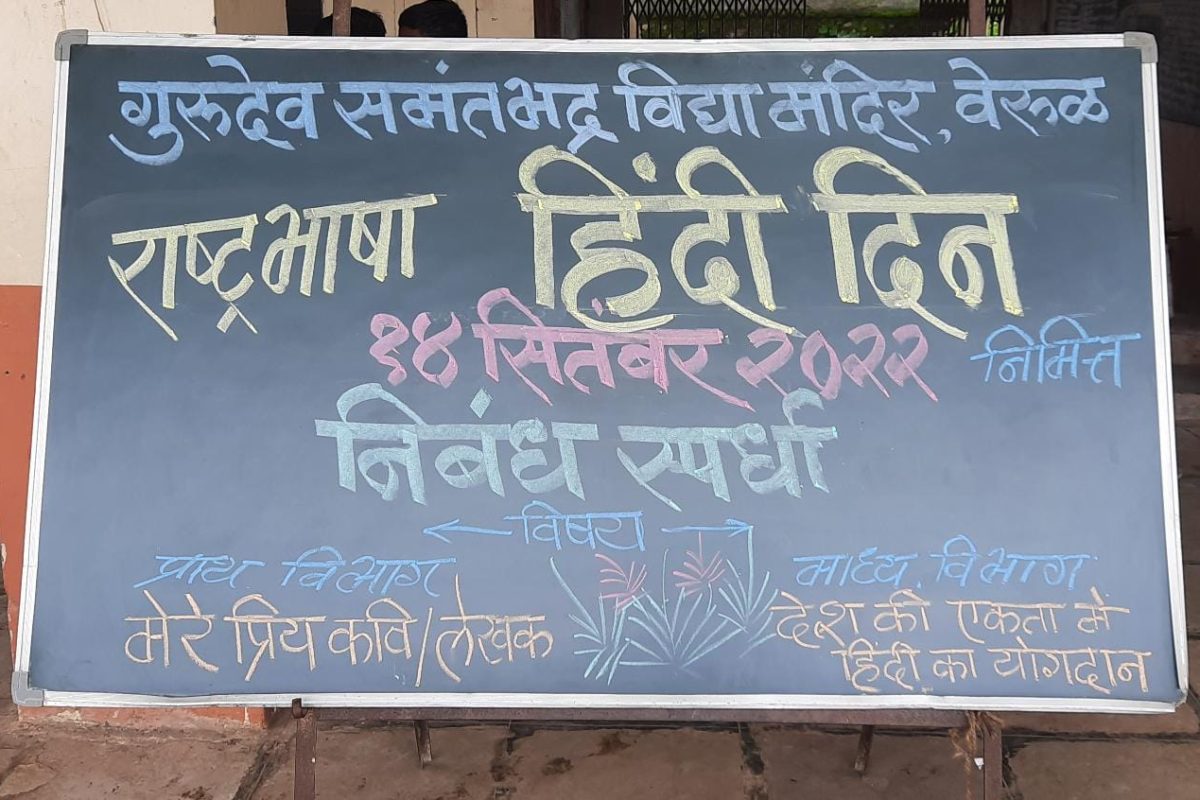 गुरुदेव समंतभद्र विद्या मंदिर, वेरुळ
राष्ट्रभाषा हिंदी दिन
१४ सितंबर २०२२ निमित्त
निबंध स्पर्धा
विषय
प्राथ विभाग
मेरे प्रिय कवि/लेखक
माध्य. विभाग
देश की एकता में
हिंदी का योगदान